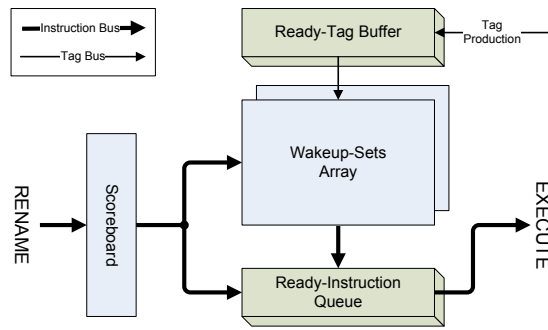 Instruction Bus
Tag Bus
Ready-Tag Buffer
Tag
Production
Wakeup-Sets
Array
RENAME
Scoreboard
EXECUTE
Ready-Instruction
Queue